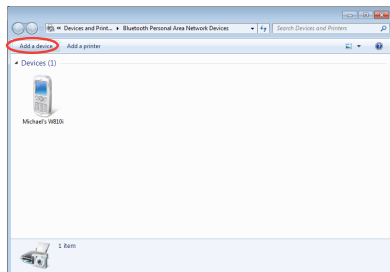 « Devices and Print... ▸ Bluetooth Personal Area Network Devices
Search Devices and Printers
Add a device Add a printer
Devices (1)
Michael's W810i
1 item